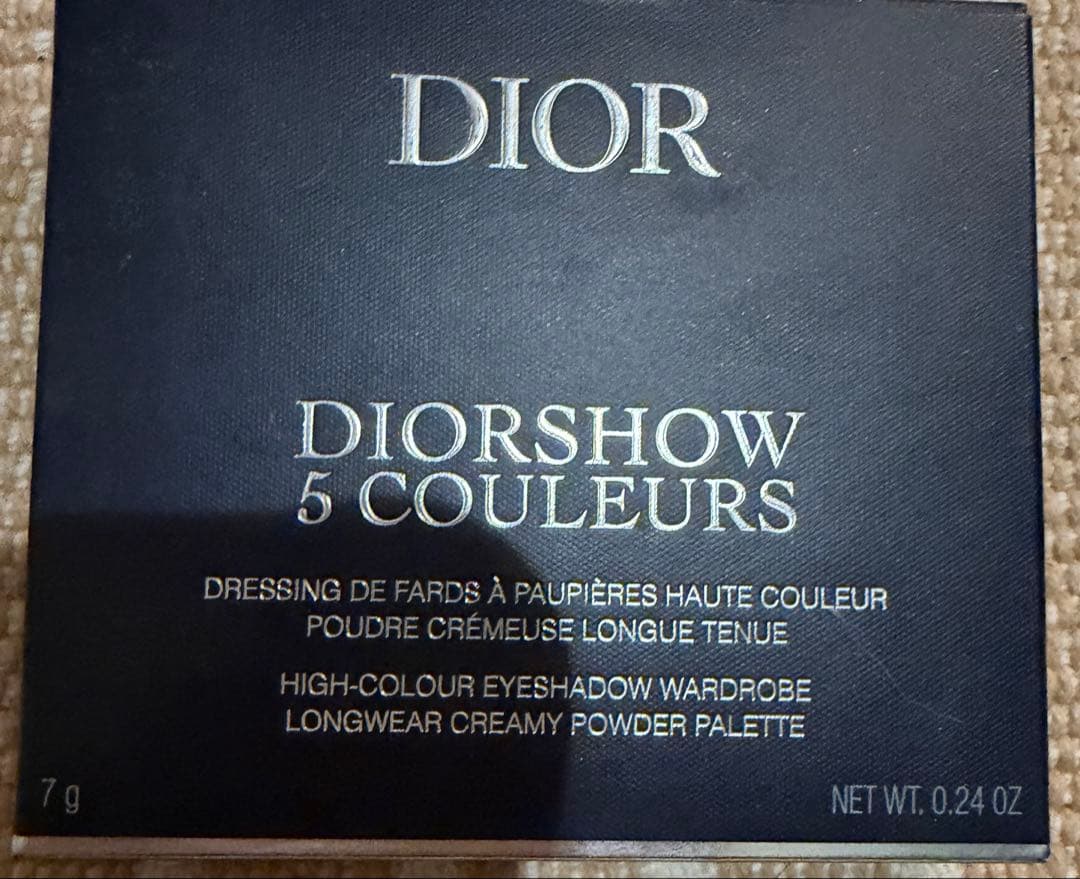 DIOR
DIORSHOW
5 COULEURS
DRESSING DE FARDS À PAUPIÈRES HAUTE COULEUR
POUDRE CRÉMEUSE LONGUE TENUE
HIGH-COLOUR EYESHADOW WARDROBE
LONGWEAR CREAMY POWDER PALETTE
7 g NET WT. 0.24 OZ